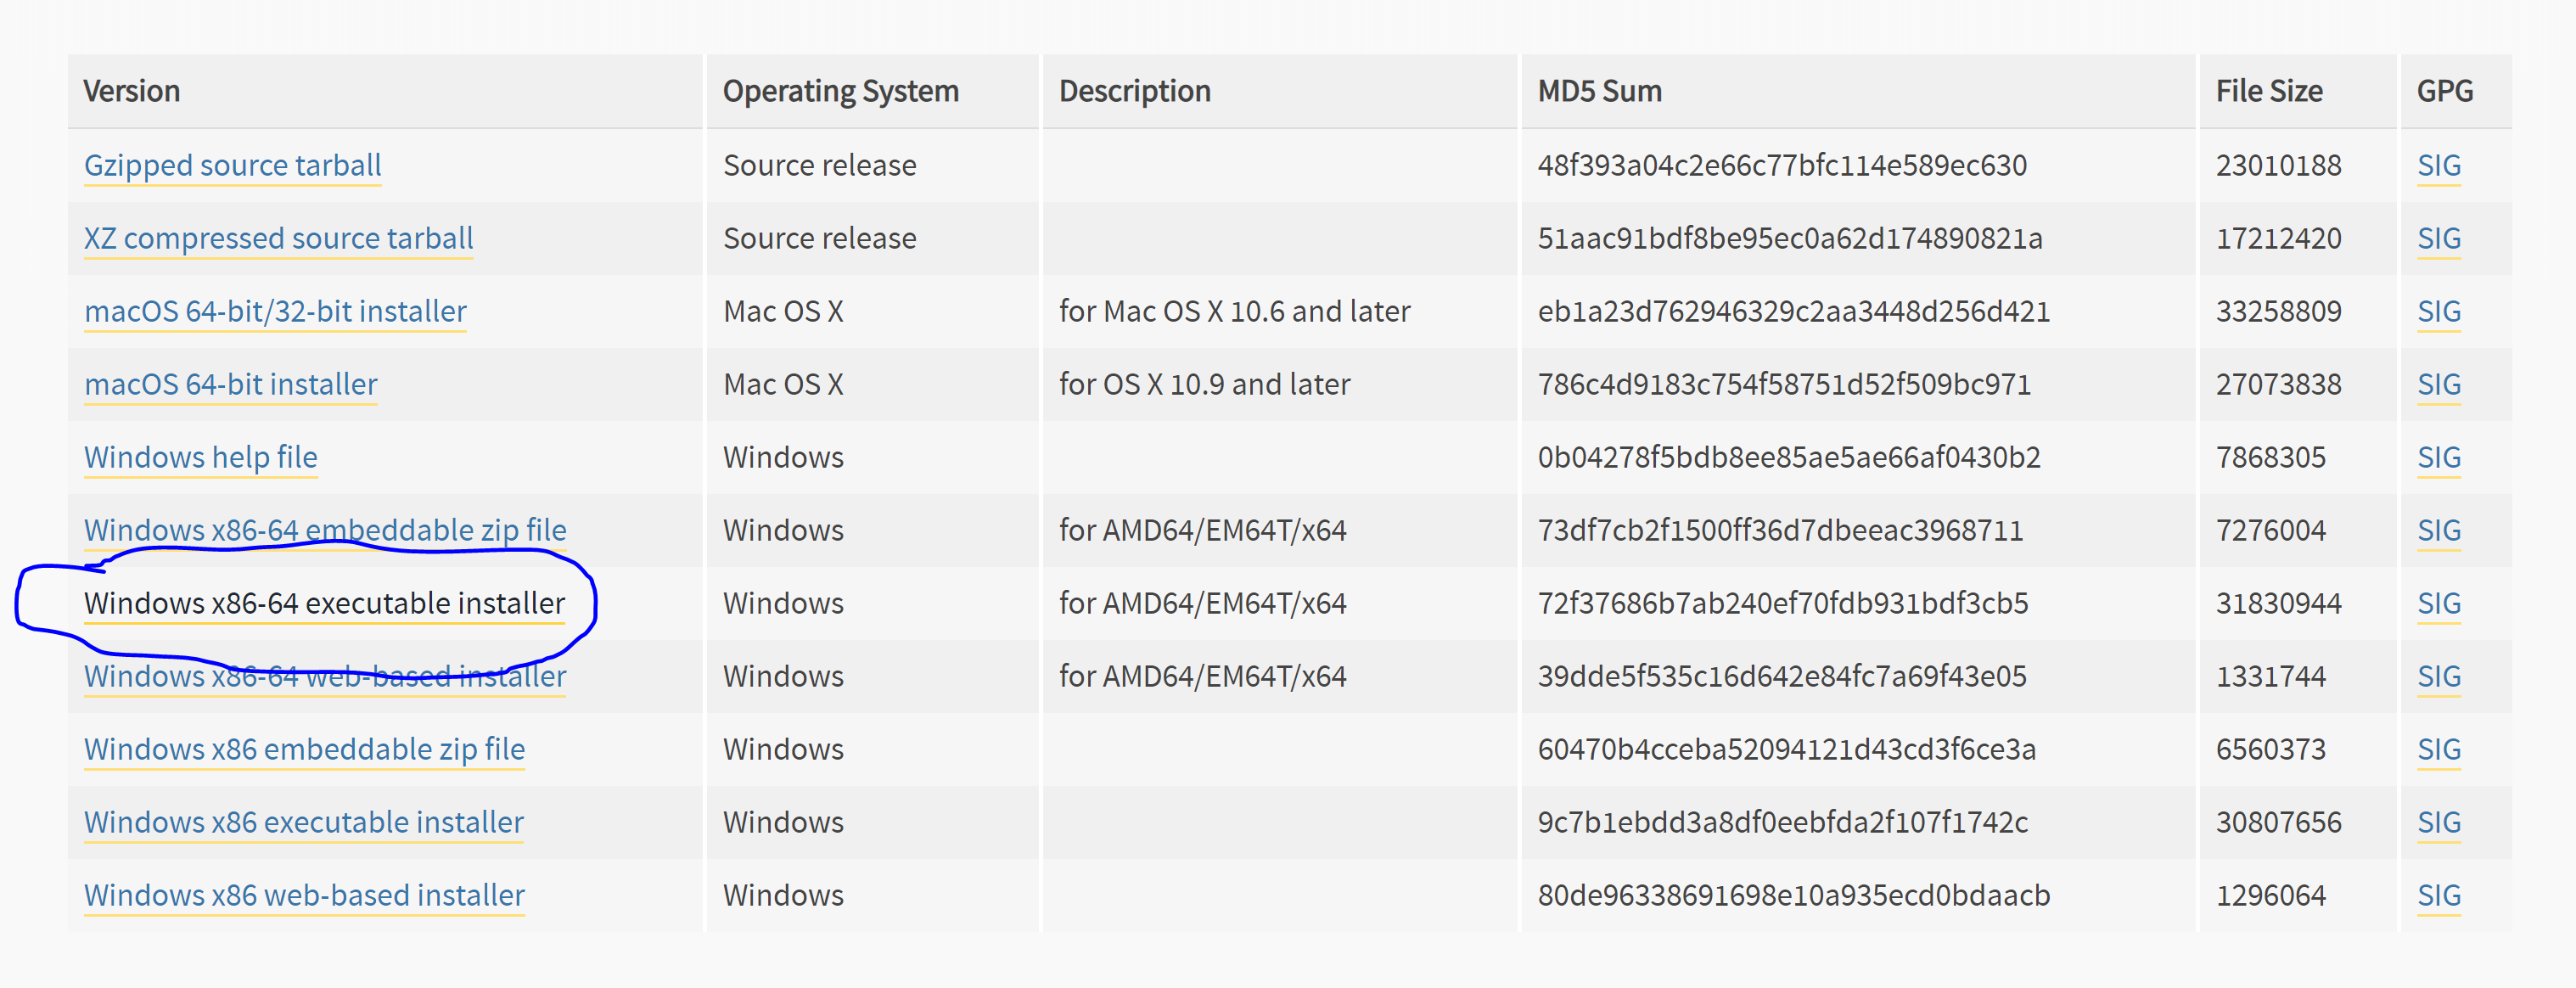 Version Operating System Description MD5 Sum File Size GPG
Gzipped source tarball Source release 48f393a04c2e66c77bfc114e589ec630 23010188 SIG
XZ compressed source tarball Source release 51aac91bdf8be95ec0a62d174890821a 17212420 SIG
macOS 64-bit/32-bit installer Mac OS X for Mac OS X 10.6 and later eb1a23d762946329c2aa3448d256d421 33258809 SIG
macOS 64-bit installer Mac OS X for OS X 10.9 and later 786c4d9183c754f58751d52f509bc971 27073838 SIG
Windows help file Windows 0b04278f5bdb8ee85ae5ae66af0430b2 7868305 SIG
Windows x86-64 embeddable zip file Windows for AMD64/EM64T/x64 73df7cb2f1500ff36d7dbeeac3968711 7276004 SIG
Windows x86-64 executable installer Windows for AMD64/EM64T/x64 72f37686b7ab240ef70fdb931bdf3cb5 31830944 SIG
Windows x86-64 web-based installer Windows for AMD64/EM64T/x64 39dde5f535c16d642e84fc7a69f43e05 1331744 SIG
Windows x86 embeddable zip file Windows 60470b4cceba52094121d43cd3f6ce3a 6560373 SIG
Windows x86 executable installer Windows 9c7b1ebdd3a8df0eebfda2f107f1742c 30807656 SIG
Windows x86 web-based installer Windows 80de96338691698e10a935ecd0bdaacb 1296064 SIG